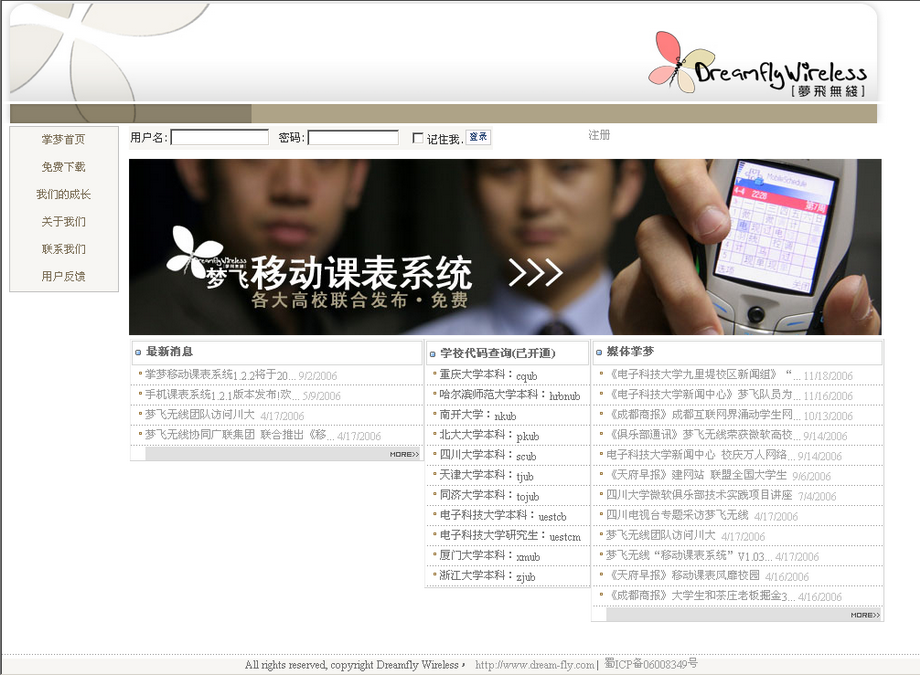 DreamflyWireless
[夢飛無綫]
用户名: 密码: 记住我. 登录 注册
掌梦首页
免费下载
我们的成长
关于我们
联系我们
用户反馈
梦飞移动课表系统 >>>
各大高校联合发布·免费
最新消息
掌梦移动课表系统1.2.2将于20... 9/2/2006
手机课表系统1.2.1版本发布!欢... 5/9/2006
梦飞无线团队访问川大 4/17/2006
梦飞无线协同广联集团 联合推出《移... 4/17/2006
MORE>>
学校代码查询(已开通)
重庆大学本科：cqub
哈尔滨师范大学本科：hrbnub
南开大学：nkub
北大大学本科：pkub
四川大学本科：scub
天津大学本科：tjub
同济大学本科：tojub
电子科技大学本科：uestcb
电子科技大学研究生：uestcm
厦门大学本科：xmub
浙江大学本科：zjub
媒体掌梦
《电子科技大学九里堤校区新闻组》“... 11/18/2006
《电子科技大学新闻中心》梦飞队员为... 11/16/2006
《成都商报》成都互联网界涌动学生网... 10/13/2006
《俱乐部通讯》梦飞无线荣获微软高校... 9/14/2006
电子科技大学新闻中心 校庆万人网络... 9/14/2006
《天府早报》建网站 联盟全国大学生 9/6/2006
四川大学微软俱乐部技术实践项目讲座 7/4/2006
四川电视台专题采访梦飞无线 4/17/2006
梦飞无线团队访问川大 4/17/2006
梦飞无线“移动课表系统”V1.03... 4/17/2006
《天府早报》移动课表风靡校园 4/16/2006
《成都商报》大学生和茶庄老板掘金3... 4/16/2006
MORE>>
All rights reserved, copyright Dreamfly Wireless， http://www.dream-fly.com | 蜀ICP备06008349号